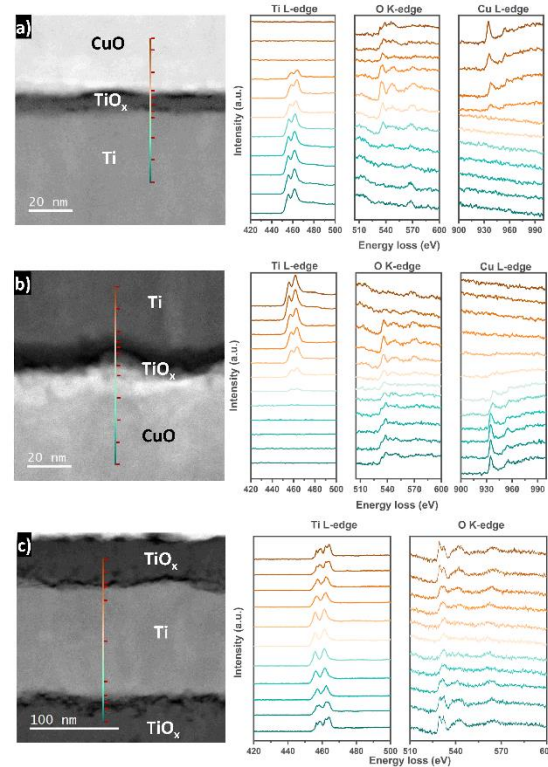 a)
CuO
TiOx
Ti
20 nm
Ti L-edge
O K-edge
Cu L-edge
Intensity (a.u.)
420 440 460 480 500
510 540 570 600
900 930 960 990
Energy loss (eV)
b)
Ti
TiOx
CuO
20 nm
Ti L-edge
O K-edge
Cu L-edge
Intensity (a.u.)
420 440 460 480 500
510 540 570 600
900 930 960 990
Energy loss (eV)
c)
TiOx
Ti
TiOx
100 nm
Ti L-edge
O K-edge
Intensity (a.u.)
420 440 460 480 500
510 540 570 600
Energy loss (eV)